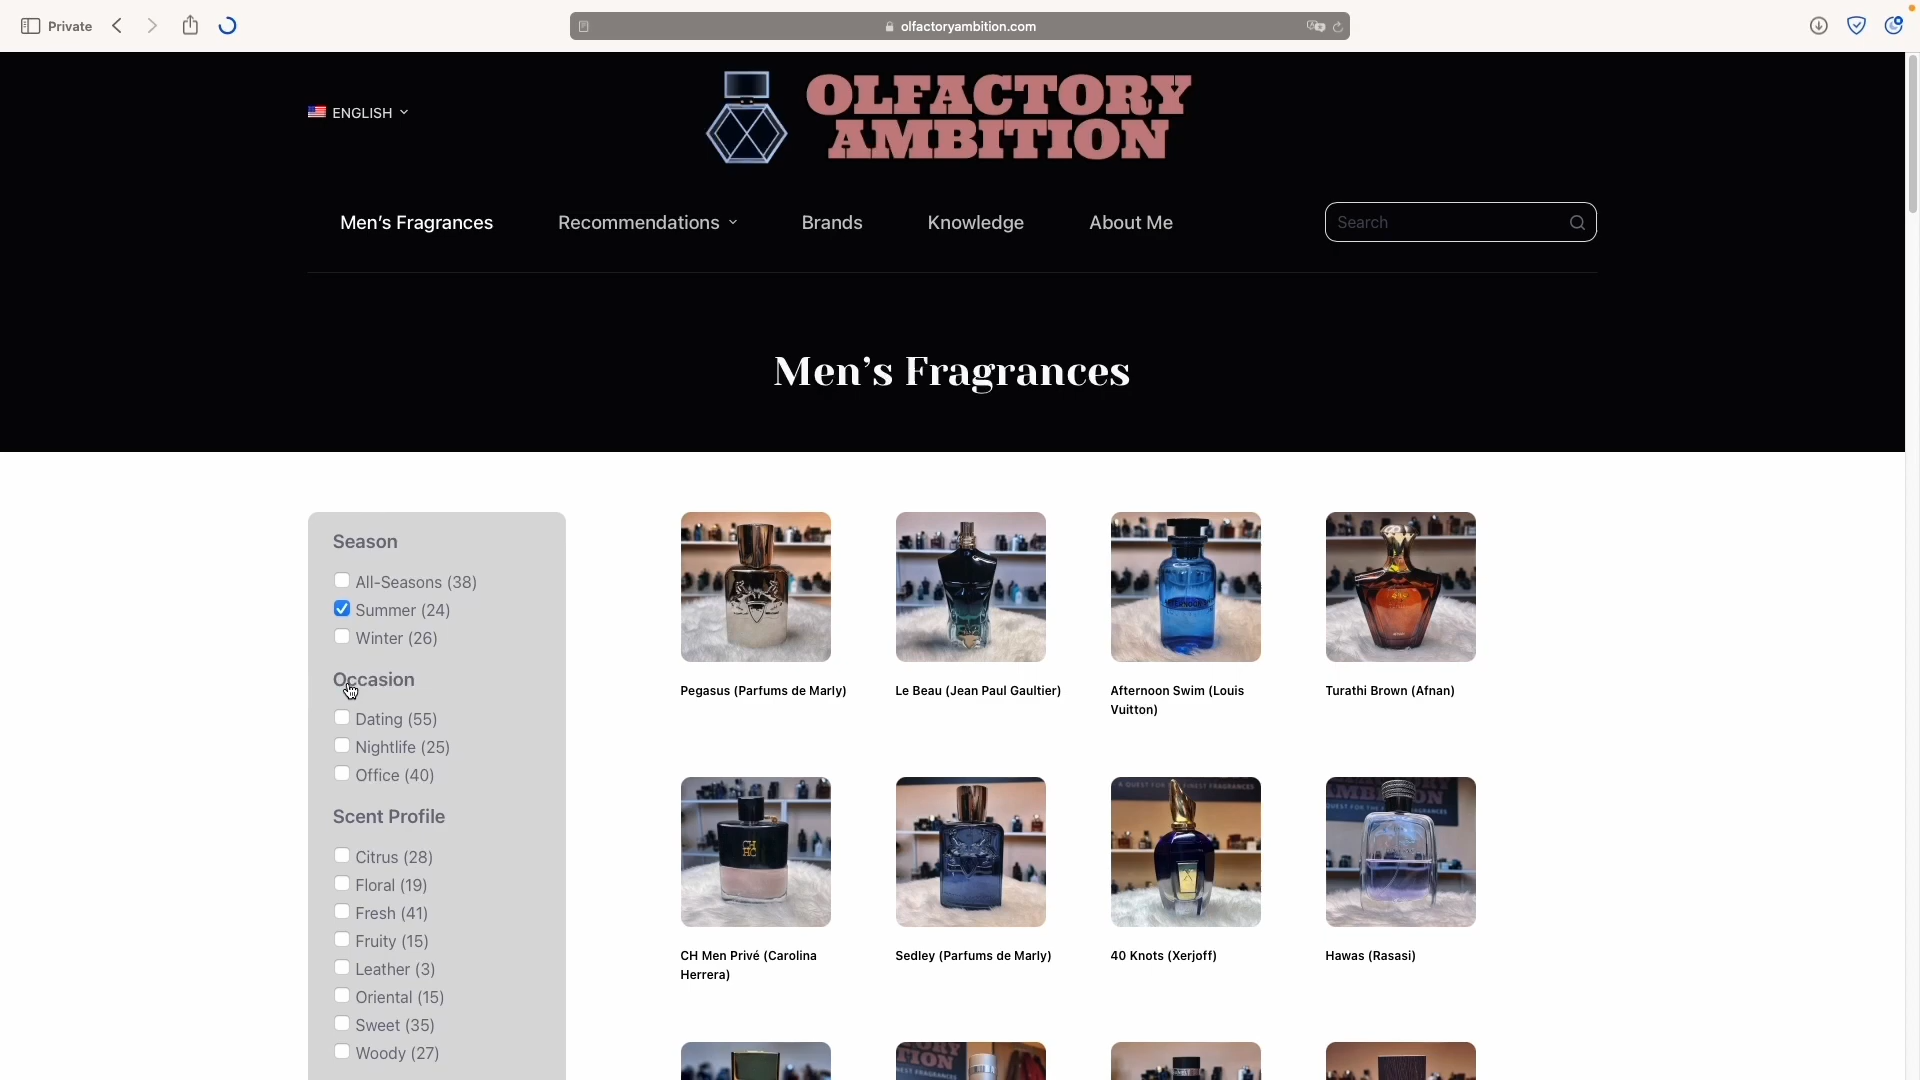 Private
olfactoryambition.com
ENGLISH
OLFACTORY
AMBITION
Men's Fragrances
Recommendations
Brands
Knowledge
About Me
Search
Men's Fragrances
Season
All-Seasons (38)
Summer (24)
Winter (26)
Occasion
Dating (55)
Nightlife (25)
Office (40)
Scent Profile
Citrus (28)
Floral (19)
Fresh (41)
Fruity (15)
Leather (3)
Oriental (15)
Sweet (35)
Woody (27)
Pegasus (Parfums de Marly)
Le Beau (Jean Paul Gaultier)
Afternoon Swim (Louis
Vuitton)
Turathi Brown (Afnan)
CH Men Privé (Carolina
Herrera)
Sedley (Parfums de Marly)
40 Knots (Xerjoff)
Hawas (Rasasi)